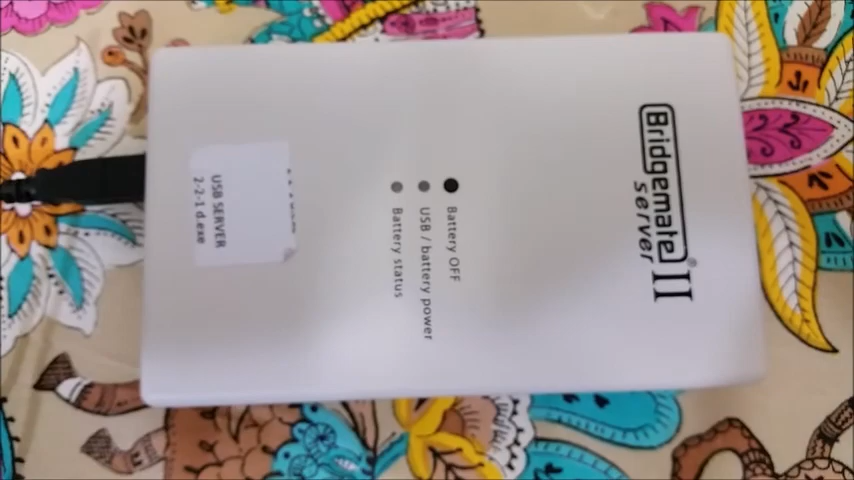 Bridgemate® II
server
Battery OFF
USB / battery power
Battery status
USB SERVER
2-2-1 d.exe